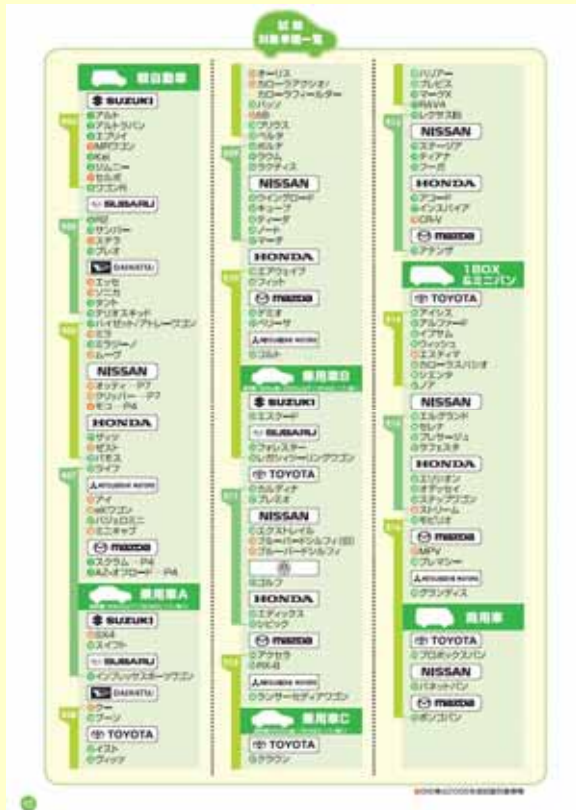 試験
対象車種一覧
軽自動車
SUZUKI
アルト
アルトラパン
エブリイ
MRワゴン
Kei
ジムニー
セルボ
ワゴンR
SUBARU
R2
サンバー
ステラ
プレオ
DAIHATSU
エッセ
ソニカ
タント
テリオスキッド
ハイゼット/アトレーワゴン
ミラ
ミラジーノ
ムーヴ
NISSAN
オッティ P7
クリッパー P7
モコ P4
HONDA
ザッツ
ゼスト
バモス
ライフ
MITSUBISHI MOTORS
アイ
eKワゴン
パジェロミニ
ミニキャブ
mazda
スクラム P4
AZ-オフロード P4
乗用車A
SUZUKI
SX4
スイフト
SUBARU
インプレッサスポーツワゴン
DAIHATSU
クー
ブーン
TOYOTA
イスト
ヴィッツ
オーリス
カローラアクシオ/
カローラフィールダー
パッソ
bB
プリウス
ベルタ
ポルテ
ラウム
ラクティス
NISSAN
ウイングロード
キューブ
ティーダ
ノート
マーチ
HONDA
エアウェイブ
フィット
mazda
デミオ
ベリーサ
MITSUBISHI MOTORS
コルト
乗用車B
SUZUKI
エスクード
SUBARU
フォレスター
レガシィツーリングワゴン
TOYOTA
カルディナ
プレミオ
NISSAN
エクストレイル
ブルーバードシルフィ(旧)
ブルーバードシルフィ
ゴルフ
HONDA
エディックス
シビック
mazda
アクセラ
RX-8
MITSUBISHI MOTORS
ランサーセディアワゴン
乗用車C
TOYOTA
クラウン
ハリアー
ブレビス
マークX
RAV4
レクサスIS
NISSAN
ステージア
ティアナ
フーガ
HONDA
アコード
インスパイア
CR-V
mazda
アテンザ
1BOX
&ミニバン
TOYOTA
アイシス
アルファード
イプサム
ウィッシュ
エスティマ
カローラスパシオ
シエンタ
ノア
NISSAN
エルグランド
セレナ
プレサージュ
ラフェスタ
HONDA
エリシオン
オデッセイ
ステップワゴン
ストリーム
モビリオ
mazda
MPV
プレマシー
MITSUBISHI MOTORS
グランディス
商用車
TOYOTA
プロボックスバン
NISSAN
バネットバン
mazda
ボンゴバン